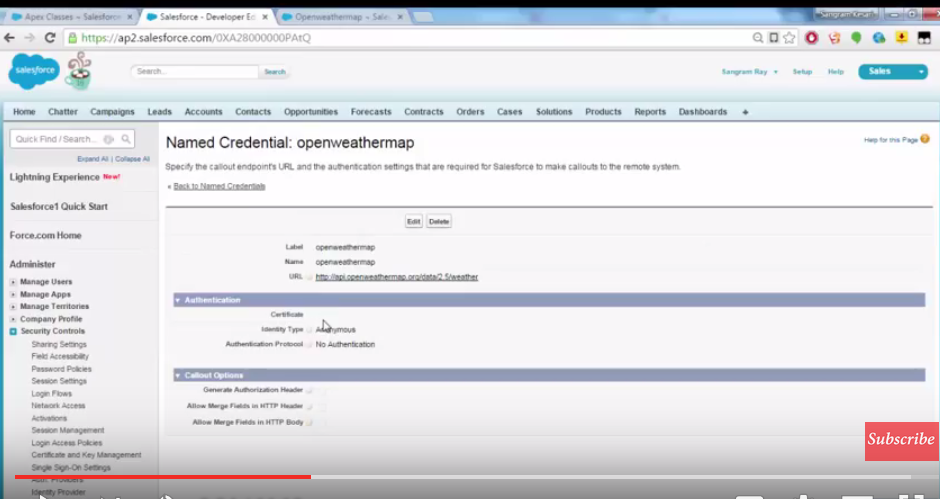 Apex Classes ~ Salesforce
Salesforce - Developer Ed
Openweathermap ~ Sale
Sangram Kesari
https://ap2.salesforce.com/0XA28000000PAtQ
salesforce
Search...
Search
Sangram Ray
Setup
Help
Sales
Home Chatter Campaigns Leads Accounts Contacts Opportunities Forecasts Contracts Orders Cases Solutions Products Reports Dashboards +
Quick Find / Search...
Expand All | Collapse All
Lightning Experience New!
Salesforce1 Quick Start
Force.com Home
Administer
Manage Users
Manage Apps
Manage Territories
Company Profile
Security Controls
Sharing Settings
Field Accessibility
Password Policies
Session Settings
Login Flows
Network Access
Activations
Session Management
Login Access Policies
Certificate and Key Management
Single Sign-On Settings
Auth. Providers
Identity Provider
Named Credential: openweathermap
Help for this Page
Specify the callout endpoint's URL and the authentication settings that are required for Salesforce to make callouts to the remote system.
« Back to Named Credentials
Edit Delete
Label openweathermap
Name openweathermap
URL http://api.openweathermap.org/data/2.5/weather
Authentication
Certificate
Identity Type Anonymous
Authentication Protocol No Authentication
Callout Options
Generate Authorization Header
Allow Merge Fields in HTTP Header
Allow Merge Fields in HTTP Body
Subscribe